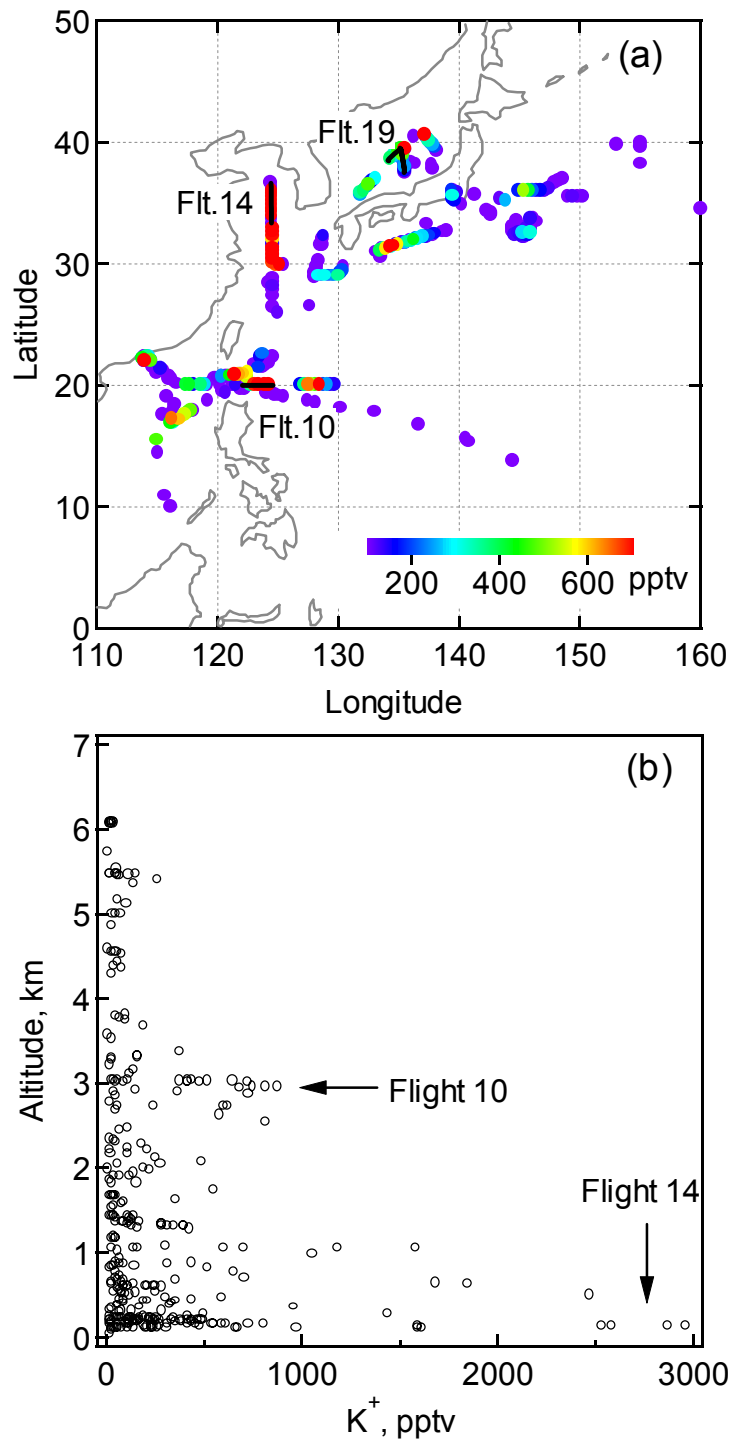 50
(a)
40
Flt.19
Flt.14
30
Latitude
20
Flt.10
10
200 400 600 pptv
0
110 120 130 140 150 160
Longitude
7
(b)
6
5
4
Altitude, km
3
Flight 10
2
Flight 14
1
0
0 1000 2000 3000
K⁺, pptv